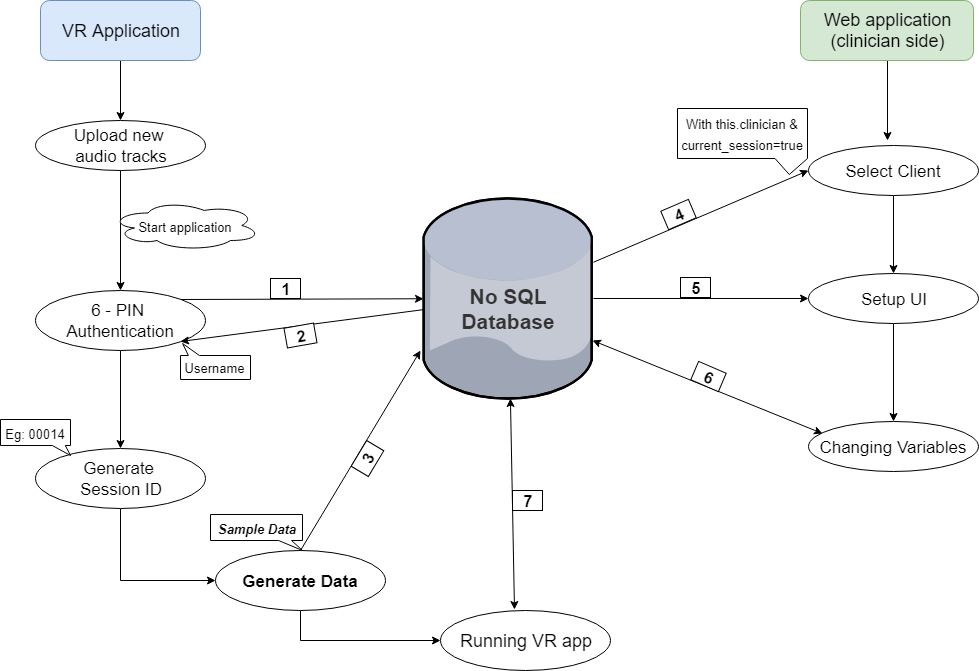 VR Application
Web application
(clinician side)
Upload new
audio tracks
With this.clinician &
current_session=true
Select Client
Start application
4
1
5
No SQL
Database
Setup UI
6 - PIN
Authentication
2
Username
6
Eg: 00014
Generate
Session ID
3
Changing Variables
7
Sample Data
Generate Data
Running VR app